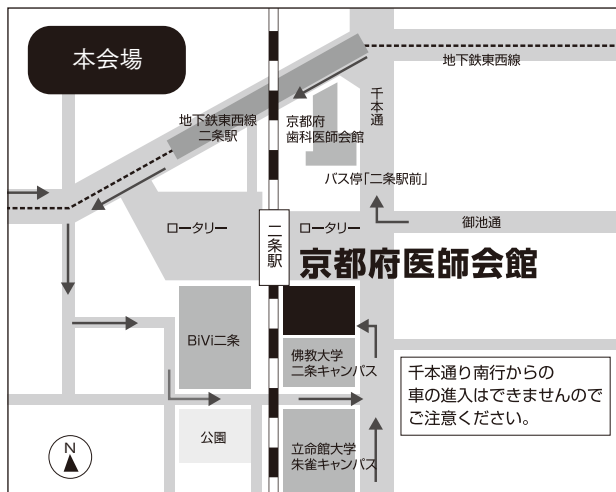 本会場
地下鉄東西線
千本通
地下鉄東西線
二条駅
京都府
歯科医師会館
バス停「二条駅前」
ロータリー
二条駅
ロータリー
御池通
京都府医師会館
BiVi二条
佛教大学
二条キャンパス
千本通り南行からの
車の進入はできませんので
ご注意ください。
公園
立命館大学
朱雀キャンパス
N